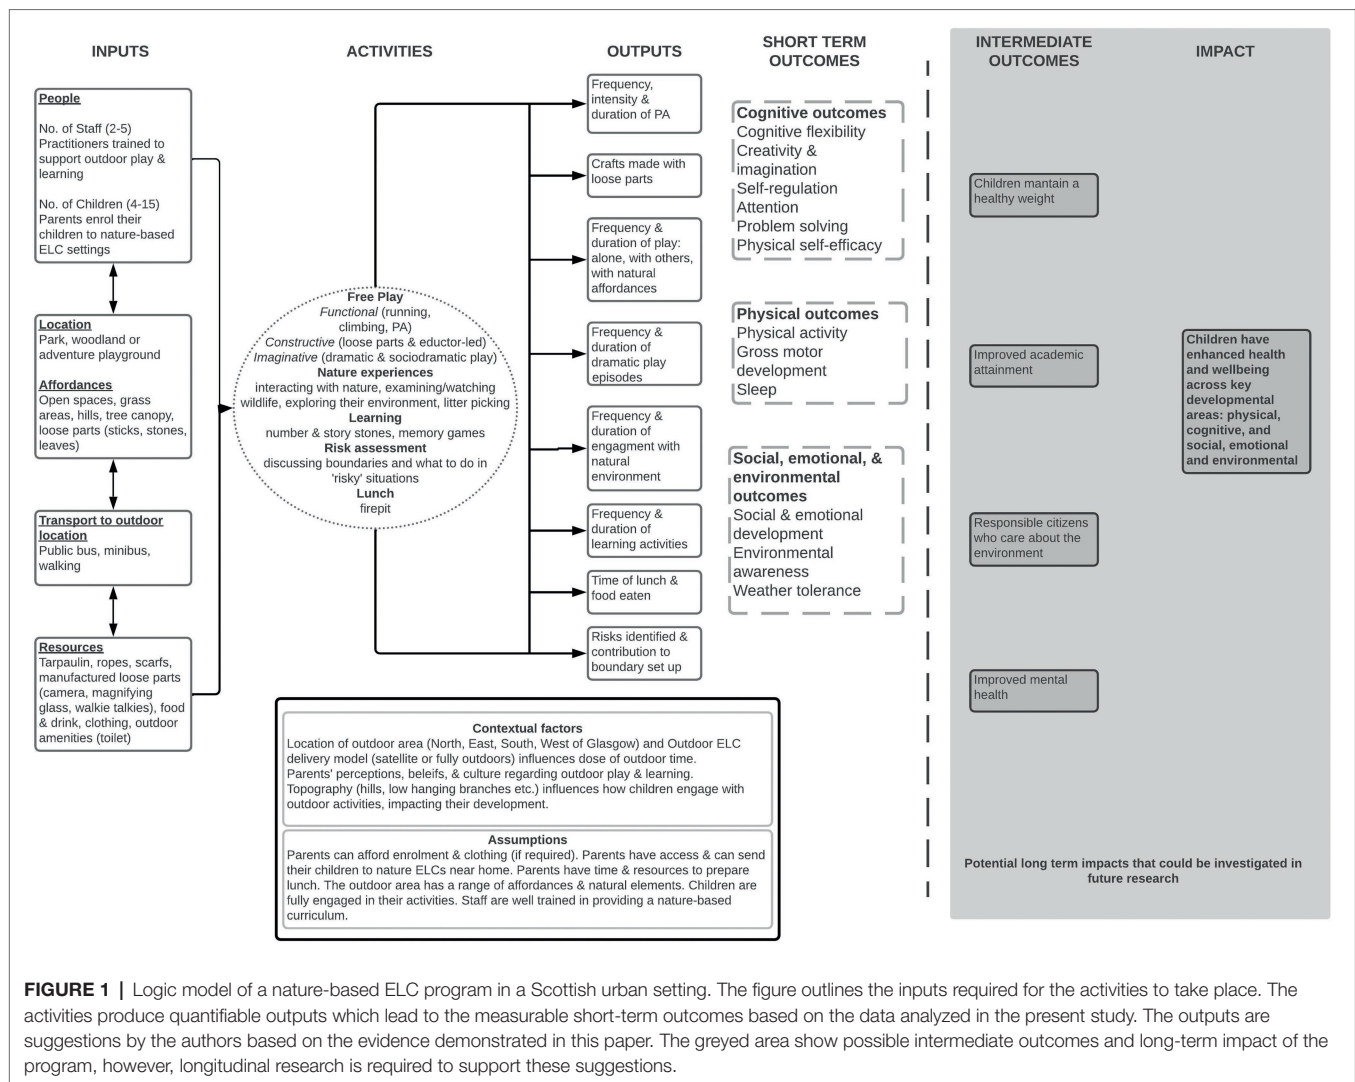 INPUTS
ACTIVITIES
OUTPUTS
SHORT TERM
OUTCOMES
INTERMEDIATE
OUTCOMES
IMPACT
People
No. of Staff (2-5)
Practitioners trained to
support outdoor play &
learning
No. of Children (4-15)
Parents enrol their
children to nature-based
ELC settings
Location
Park, woodland or
adventure playground
Affordances
Open spaces, grass
areas, hills, tree canopy,
loose parts (sticks, stones,
leaves)
Transport to outdoor
location
Public bus, minibus,
walking
Resources
Tarpaulin, ropes, scarfs,
manufactured loose parts
(camera, magnifying
glass, walkie talkies), food
& drink, clothing, outdoor
amenities (toilet)
Free Play
Functional (running,
climbing, PA)
Constructive (loose parts & eductor-led)
Imaginative (dramatic & sociodramatic play)
Nature experiences
interacting with nature, examining/watching
wildlife, exploring their environment, litter picking
Learning
number & story stones, memory games
Risk assessment
discussing boundaries and what to do in
'risky' situations
Lunch
firepit
Frequency,
intensity &
duration of PA
Crafts made with
loose parts
Frequency &
duration of play:
alone, with others,
with natural
affordances
Frequency &
duration of
dramatic play
episodes
Frequency &
duration of
engagment with
natural
environment
Frequency &
duration of
learning activities
Time of lunch &
food eaten
Risks identified &
contribution to
boundary set up
Cognitive outcomes
Cognitive flexibility
Creativity &
imagination
Self-regulation
Attention
Problem solving
Physical self-efficacy
Physical outcomes
Physical activity
Gross motor
development
Sleep
Social, emotional, &
environmental
outcomes
Social & emotional
development
Environmental
awareness
Weather tolerance
Children mantain a
healthy weight
Improved academic
attainment
Responsible citizens
who care about the
environment
Improved mental
health
Children have
enhanced health
and wellbeing
across key
developmental
areas: physical,
cognitive, and
social, emotional
and environmental
Potential long term impacts that could be investigated in
future research
Contextual factors
Location of outdoor area (North, East, South, West of Glasgow) and Outdoor ELC
delivery model (satellite or fully outdoors) influences dose of outdoor time.
Parents' perceptions, beleifs, & culture regarding outdoor play & learning.
Topography (hills, low hanging branches etc.) influences how children engage with
outdoor activities, impacting their development.
Assumptions
Parents can afford enrolment & clothing (if required). Parents have access & can send
their children to nature ELCs near home. Parents have time & resources to prepare
lunch. The outdoor area has a range of affordances & natural elements. Children are
fully engaged in their activities. Staff are well trained in providing a nature-based
curriculum.
FIGURE 1 | Logic model of a nature-based ELC program in a Scottish urban setting. The figure outlines the inputs required for the activities to take place. The
activities produce quantifiable outputs which lead to the measurable short-term outcomes based on the data analyzed in the present study. The outputs are
suggestions by the authors based on the evidence demonstrated in this paper. The greyed area show possible intermediate outcomes and long-term impact of the
program, however, longitudinal research is required to support these suggestions.